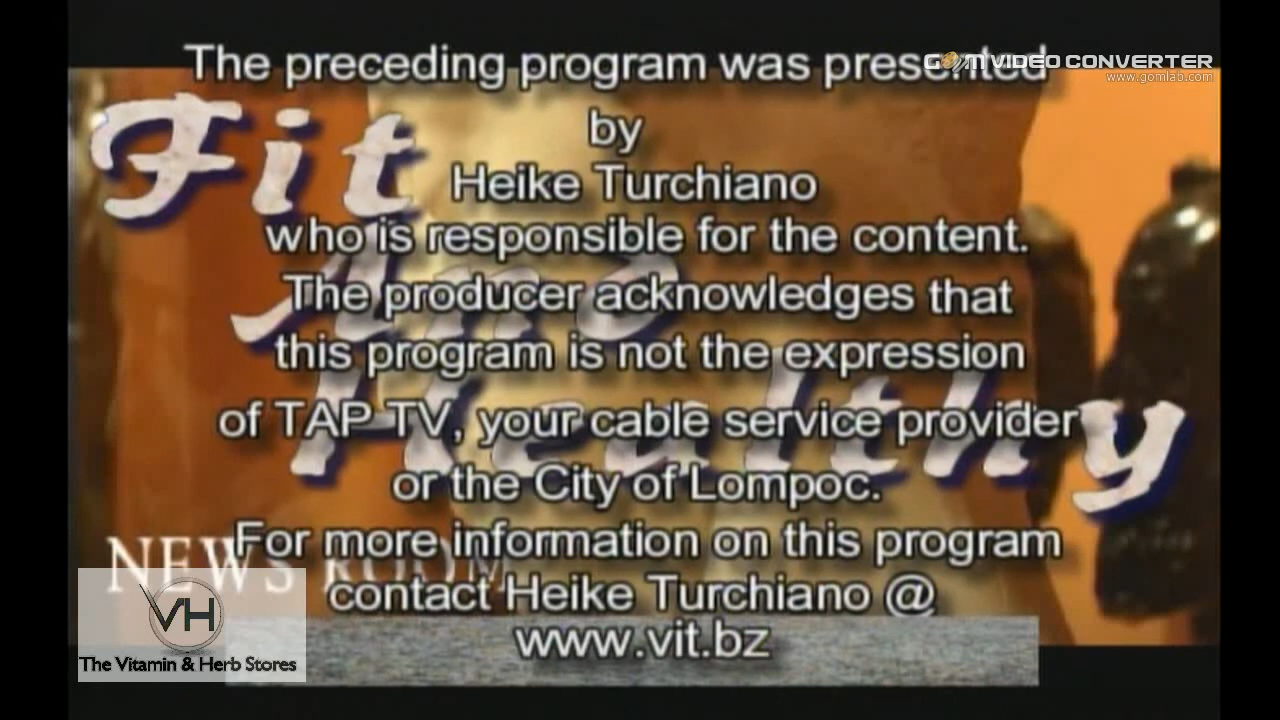 The preceding program was presented
GOM VIDEO CONVERTER
www.gomlab.com
by
Fit
Heike Turchiano
who is responsible for the content.
And
The producer acknowledges that
this program is not the expression
Healthy
of TAP TV, your cable service provider
or the City of Lompoc.
For more information on this program
NEWS ROOM
contact Heike Turchiano @
www.vit.bz
VH
The Vitamin & Herb Stores